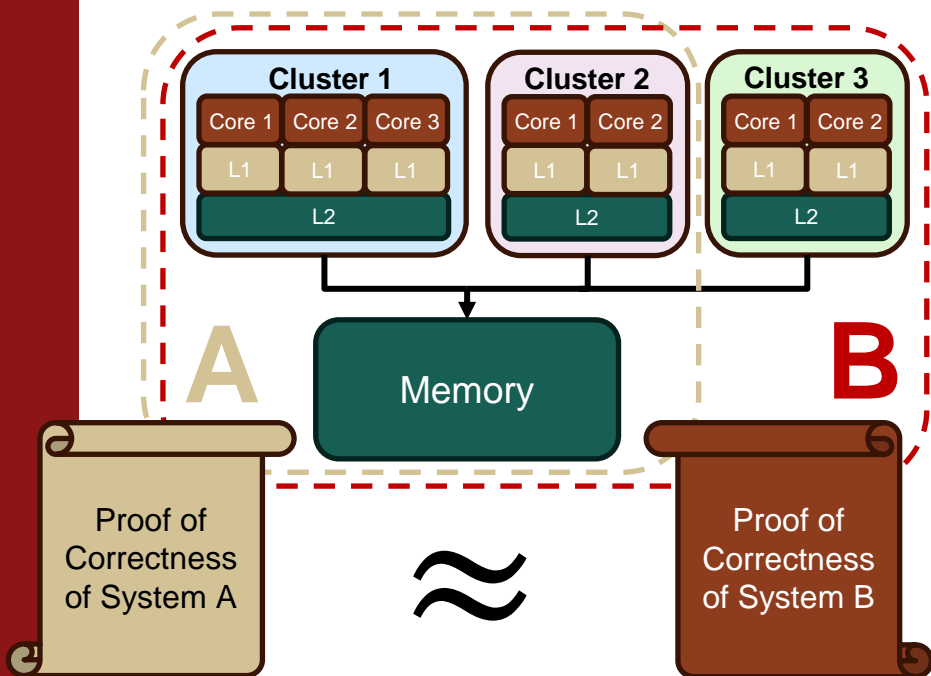 Cluster 1
Core 1 Core 2 Core 3
L1 L1 L1
L2
Cluster 2
Core 1 Core 2
L1 L1
L2
Cluster 3
Core 1 Core 2
L1 L1
L2
A
Memory
B
Proof of
Correctness
of System A
≈
Proof of
Correctness
of System B